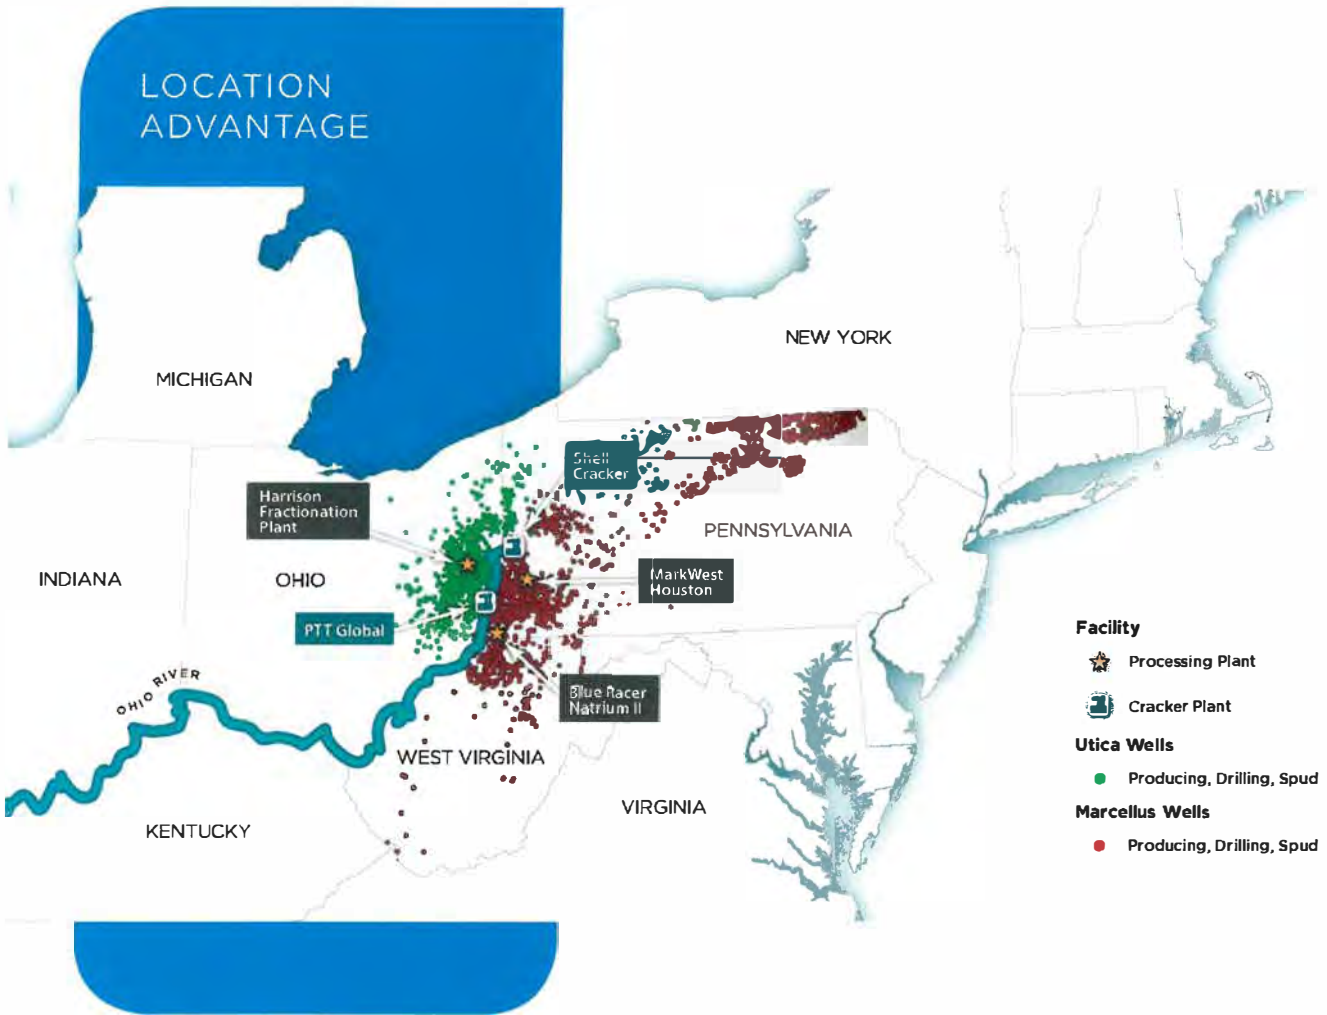 LOCATION
ADVANTAGE
NEW YORK
MICHIGAN
Shell
Cracker
Harrison
Fractionation
Plant
PENNSYLVANIA
INDIANA
OHIO
MarkWest
Houston
PTT Global
OHIO RIVER
Blue Racer
Natrium II
WEST VIRGINIA
VIRGINIA
KENTUCKY
Facility
Processing Plant
Cracker Plant
Utica Wells
Producing, Drilling, Spud
Marcellus Wells
Producing, Drilling, Spud